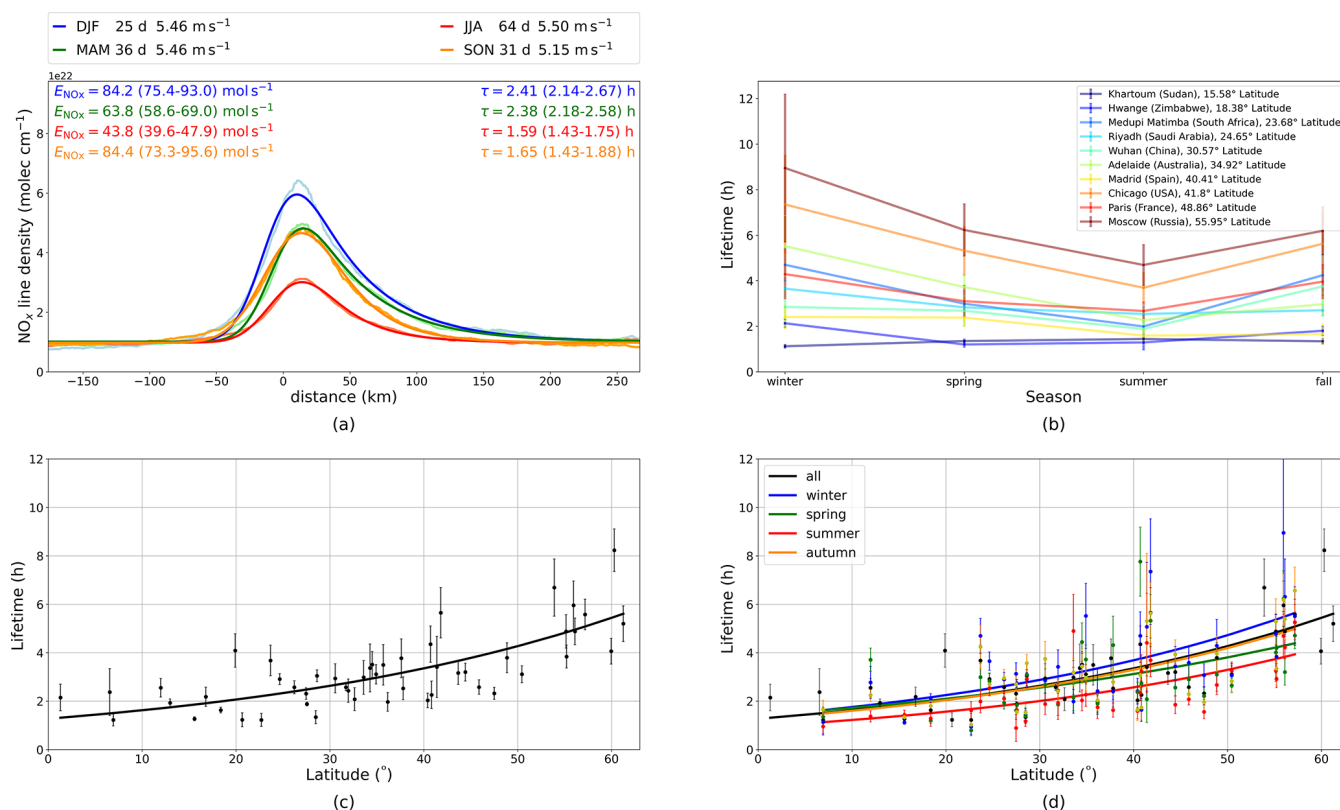 DJF 25 d 5.46 m s⁻¹
MAM 36 d 5.46 m s⁻¹
JJA 64 d 5.50 m s⁻¹
SON 31 d 5.15 m s⁻¹
1e22
E_NOx = 84.2 (75.4-93.0) mol s⁻¹
E_NOx = 63.8 (58.6-69.0) mol s⁻¹
E_NOx = 43.8 (39.6-47.9) mol s⁻¹
E_NOx = 84.4 (73.3-95.6) mol s⁻¹
τ = 2.41 (2.14-2.67) h
τ = 2.38 (2.18-2.58) h
τ = 1.59 (1.43-1.75) h
τ = 1.65 (1.43-1.88) h
NOₓ line density (molec cm⁻¹)
8
6
4
2
0
−150 −100 −50 0 50 100 150 200 250
distance (km)
(a)
Khartoum (Sudan), 15.58° Latitude
Hwange (Zimbabwe), 18.38° Latitude
Medupi Matimba (South Africa), 23.68° Latitude
Riyadh (Saudi Arabia), 24.65° Latitude
Wuhan (China), 30.57° Latitude
Adelaide (Australia), 34.92° Latitude
Madrid (Spain), 40.41° Latitude
Chicago (USA), 41.8° Latitude
Paris (France), 48.86° Latitude
Moscow (Russia), 55.95° Latitude
Lifetime (h)
12
10
8
6
4
2
0
winter spring summer fall
Season
(b)
Lifetime (h)
12
10
8
6
4
2
0
0 10 20 30 40 50 60
Latitude (°)
(c)
all
winter
spring
summer
autumn
Lifetime (h)
12
10
8
6
4
2
0
0 10 20 30 40 50 60
Latitude (°)
(d)